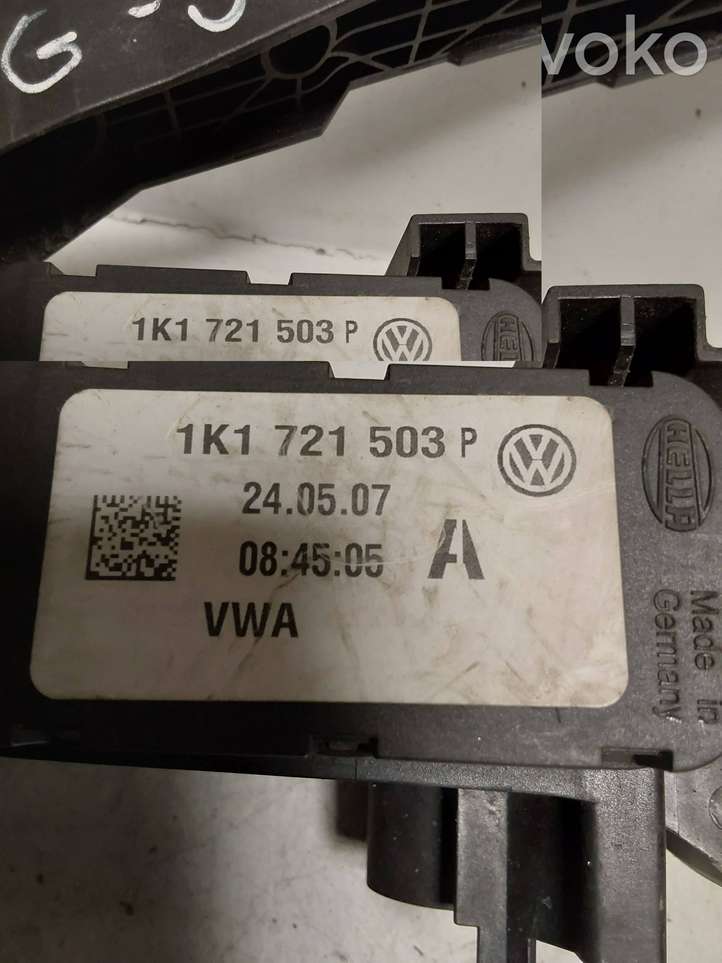 G-5
voko
1K1 721 503 P
HELLA
1K1 721 503 P
HELLA
24.05.07
08:45:05 A
VWA
Made in
Germany